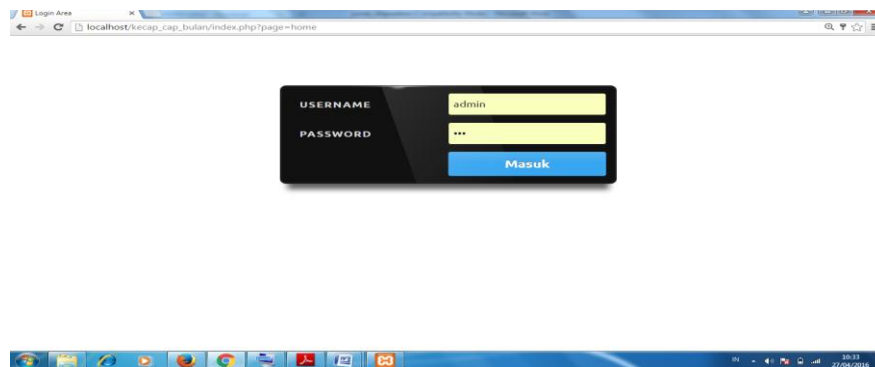 Login Area
localhost/kecap_cap_bulan/index.php?page=home
USERNAME
admin
PASSWORD
Masuk
IN
10:33
27/04/2016